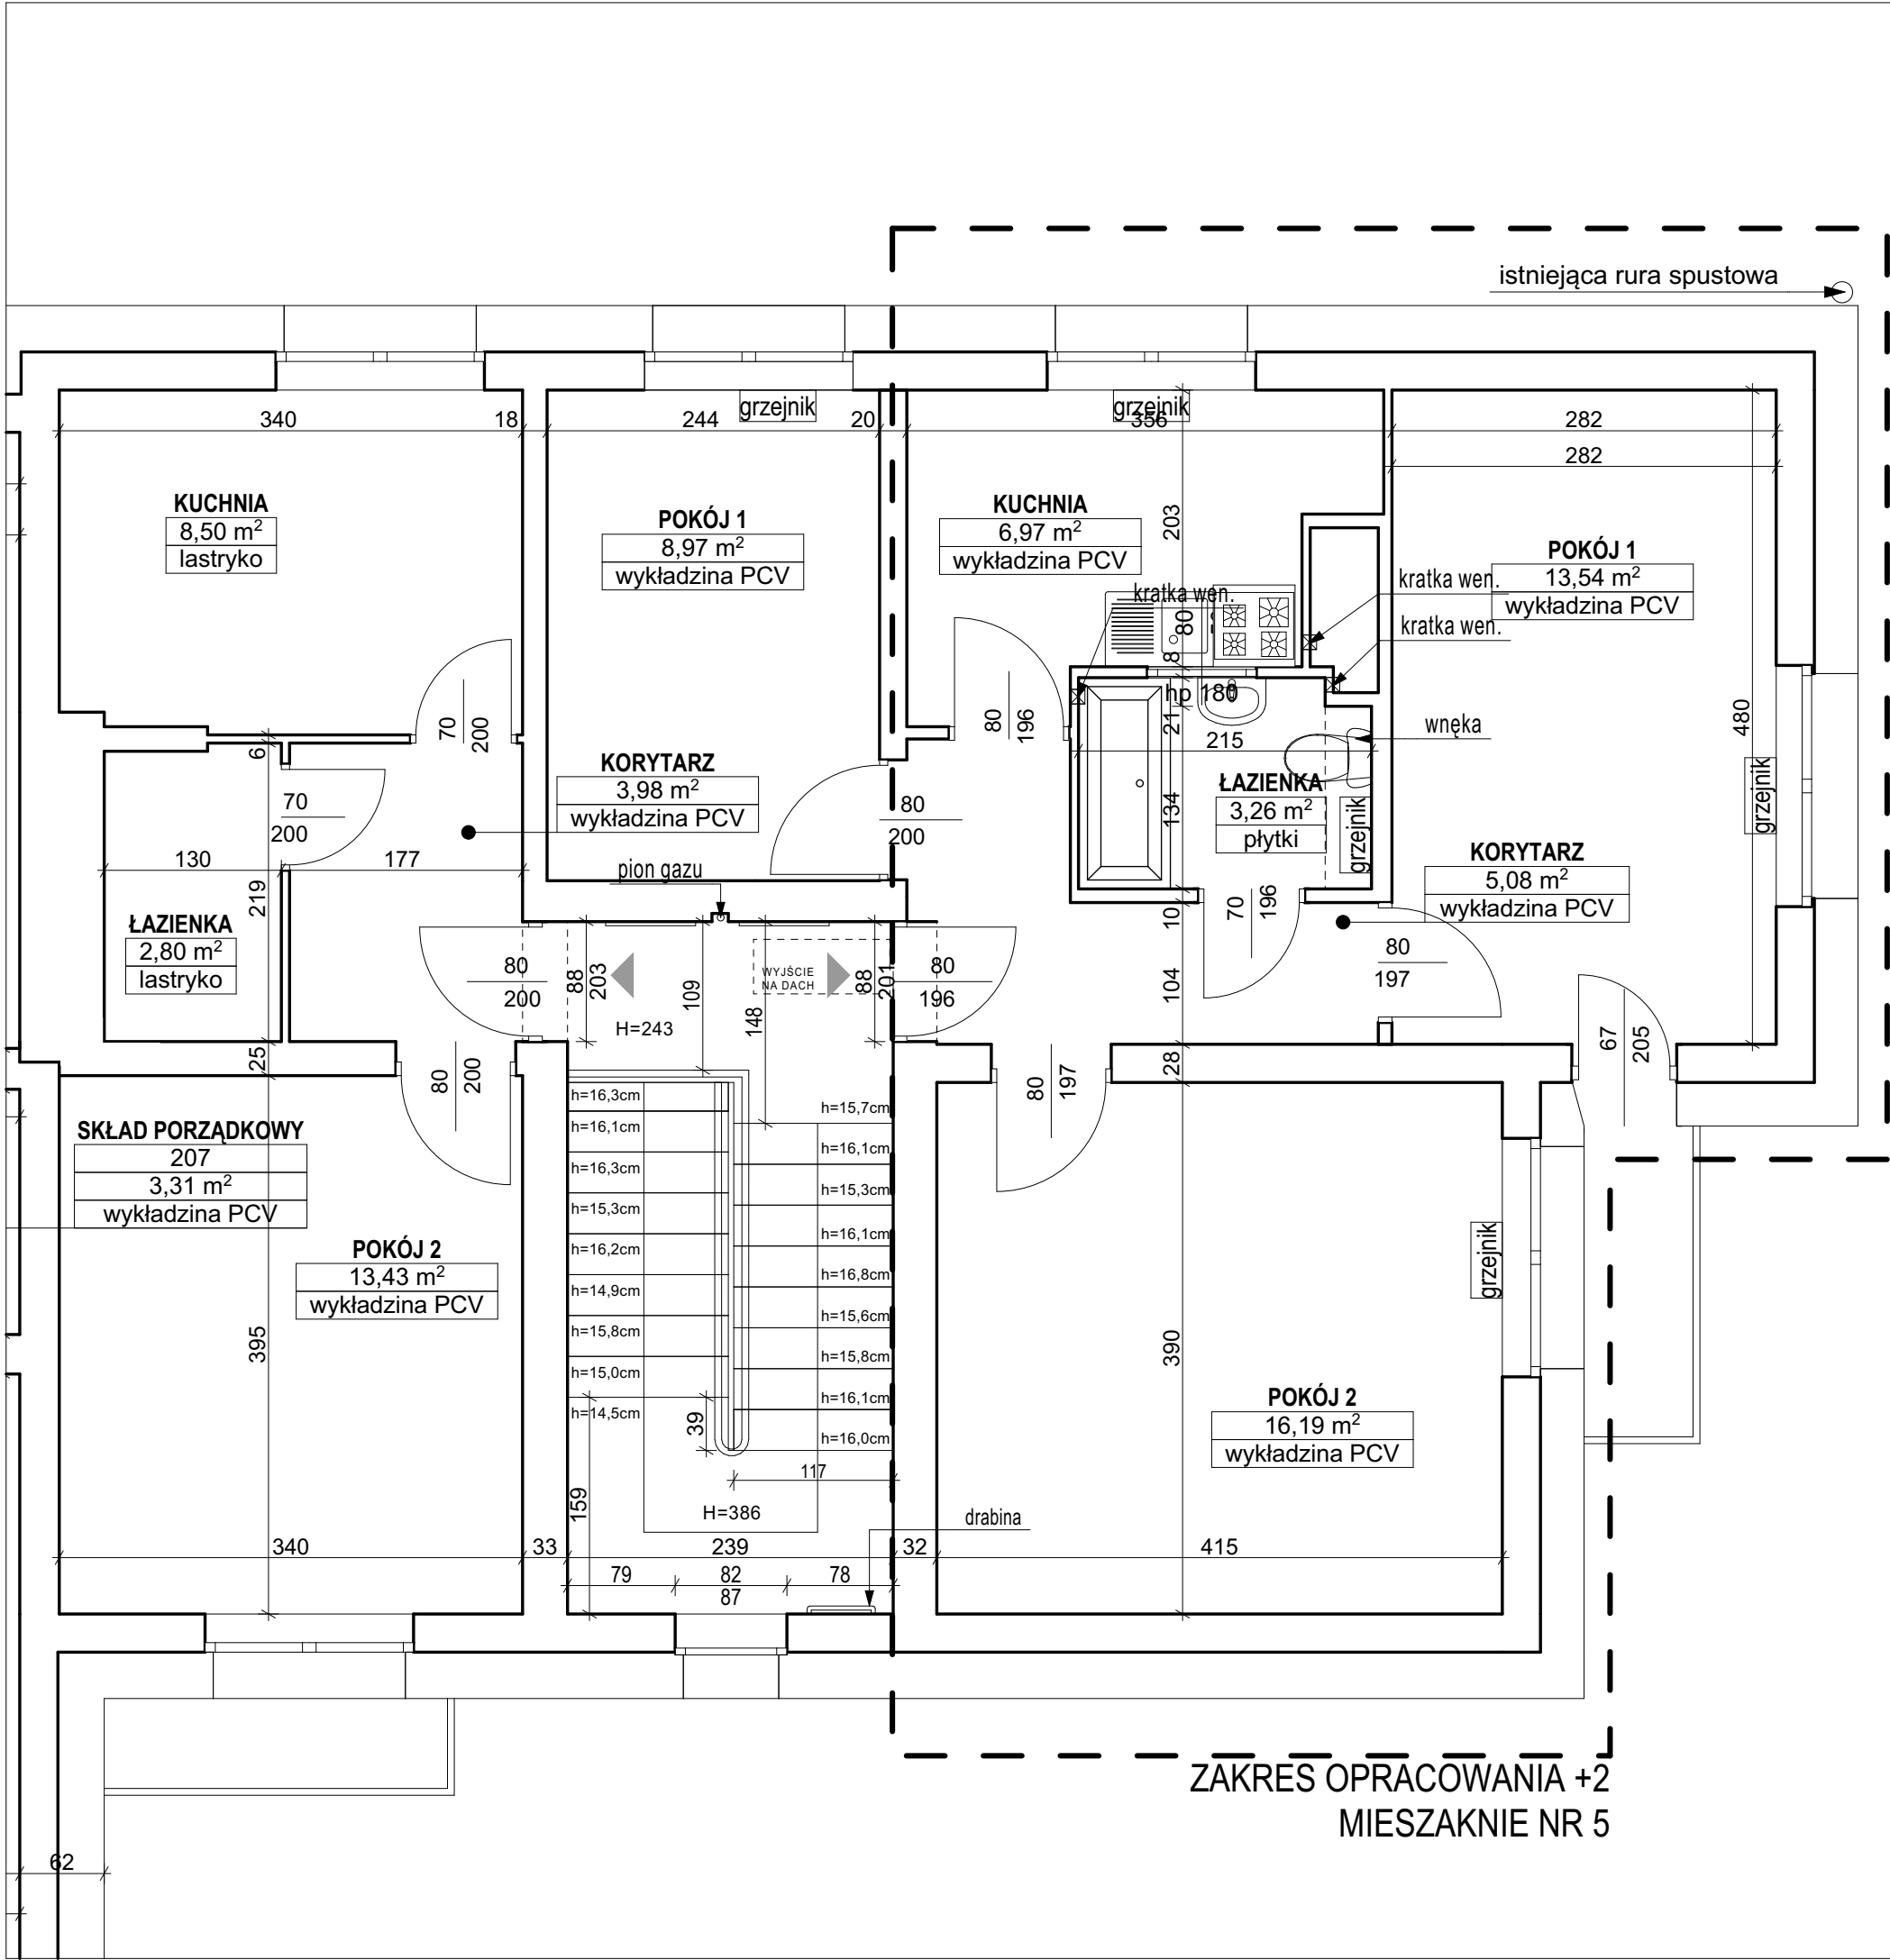 istniejąca rura spustowa
grzejnik
grzejnik
340
18
244
20
356
282
282
KUCHNIA
8,50 m²
lastryko
POKÓJ 1
8,97 m²
wykładzina PCV
KUCHNIA
6,97 m²
wykładzina PCV
203
POKÓJ 1
13,54 m²
wykładzina PCV
kratka wen.
kratka wen.
kratka wen.
80
8
hp 180
21
215
wnęka
480
grzejnik
70
200
80
196
6
KORYTARZ
3,98 m²
wykładzina PCV
70
200
80
200
134
ŁAZIENKA
3,26 m²
płytki
grzejnik
130
177
219
pion gazu
KORYTARZ
5,08 m²
wykładzina PCV
ŁAZIENKA
2,80 m²
lastryko
10
70
196
80
200
88
203
109
WYJŚCIE
NA DACH
148
88
201
80
196
104
80
197
H=243
67
205
25
80
200
80
197
28
SKŁAD PORZĄDKOWY
207
3,31 m²
wykładzina PCV
h=16,3cm
h=16,1cm
h=16,3cm
h=15,3cm
h=16,2cm
h=14,9cm
h=15,8cm
h=15,0cm
h=14,5cm
h=15,7cm
h=16,1cm
h=15,3cm
h=16,1cm
h=16,8cm
h=15,6cm
h=15,8cm
h=16,1cm
h=16,0cm
POKÓJ 2
13,43 m²
wykładzina PCV
grzejnik
395
390
39
POKÓJ 2
16,19 m²
wykładzina PCV
117
159
H=386
drabina
340
33
239
32
415
79
82
78
87
ZAKRES OPRACOWANIA +2
MIESZAKNIE NR 5
62